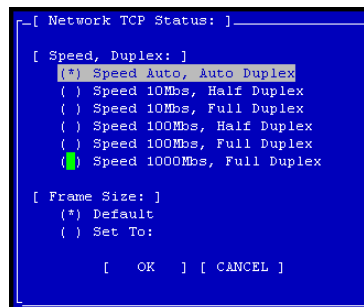 [ Network TCP Status: ]
[ Speed, Duplex: ]
(*) Speed Auto, Auto Duplex
( ) Speed 10Mbs, Half Duplex
( ) Speed 10Mbs, Full Duplex
( ) Speed 100Mbs, Half Duplex
( ) Speed 100Mbs, Full Duplex
( ) Speed 1000Mbs, Full Duplex
[ Frame Size: ]
(*) Default
( ) Set To:
[ OK ] [ CANCEL ]